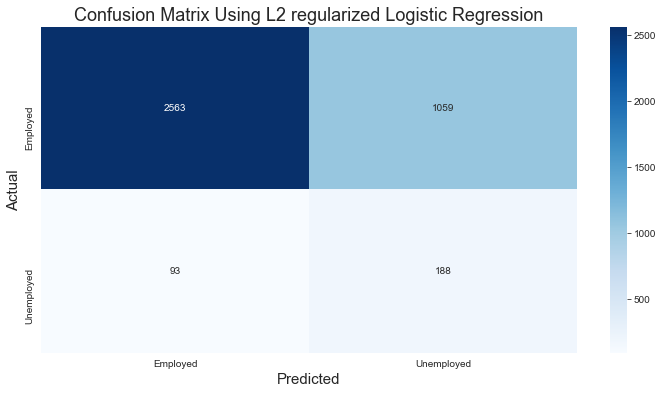 Confusion Matrix Using L2 regularized Logistic Regression
Actual
Employed
2563
1059
Unemployed
93
188
Employed
Unemployed
Predicted
2500
2000
1500
1000
500